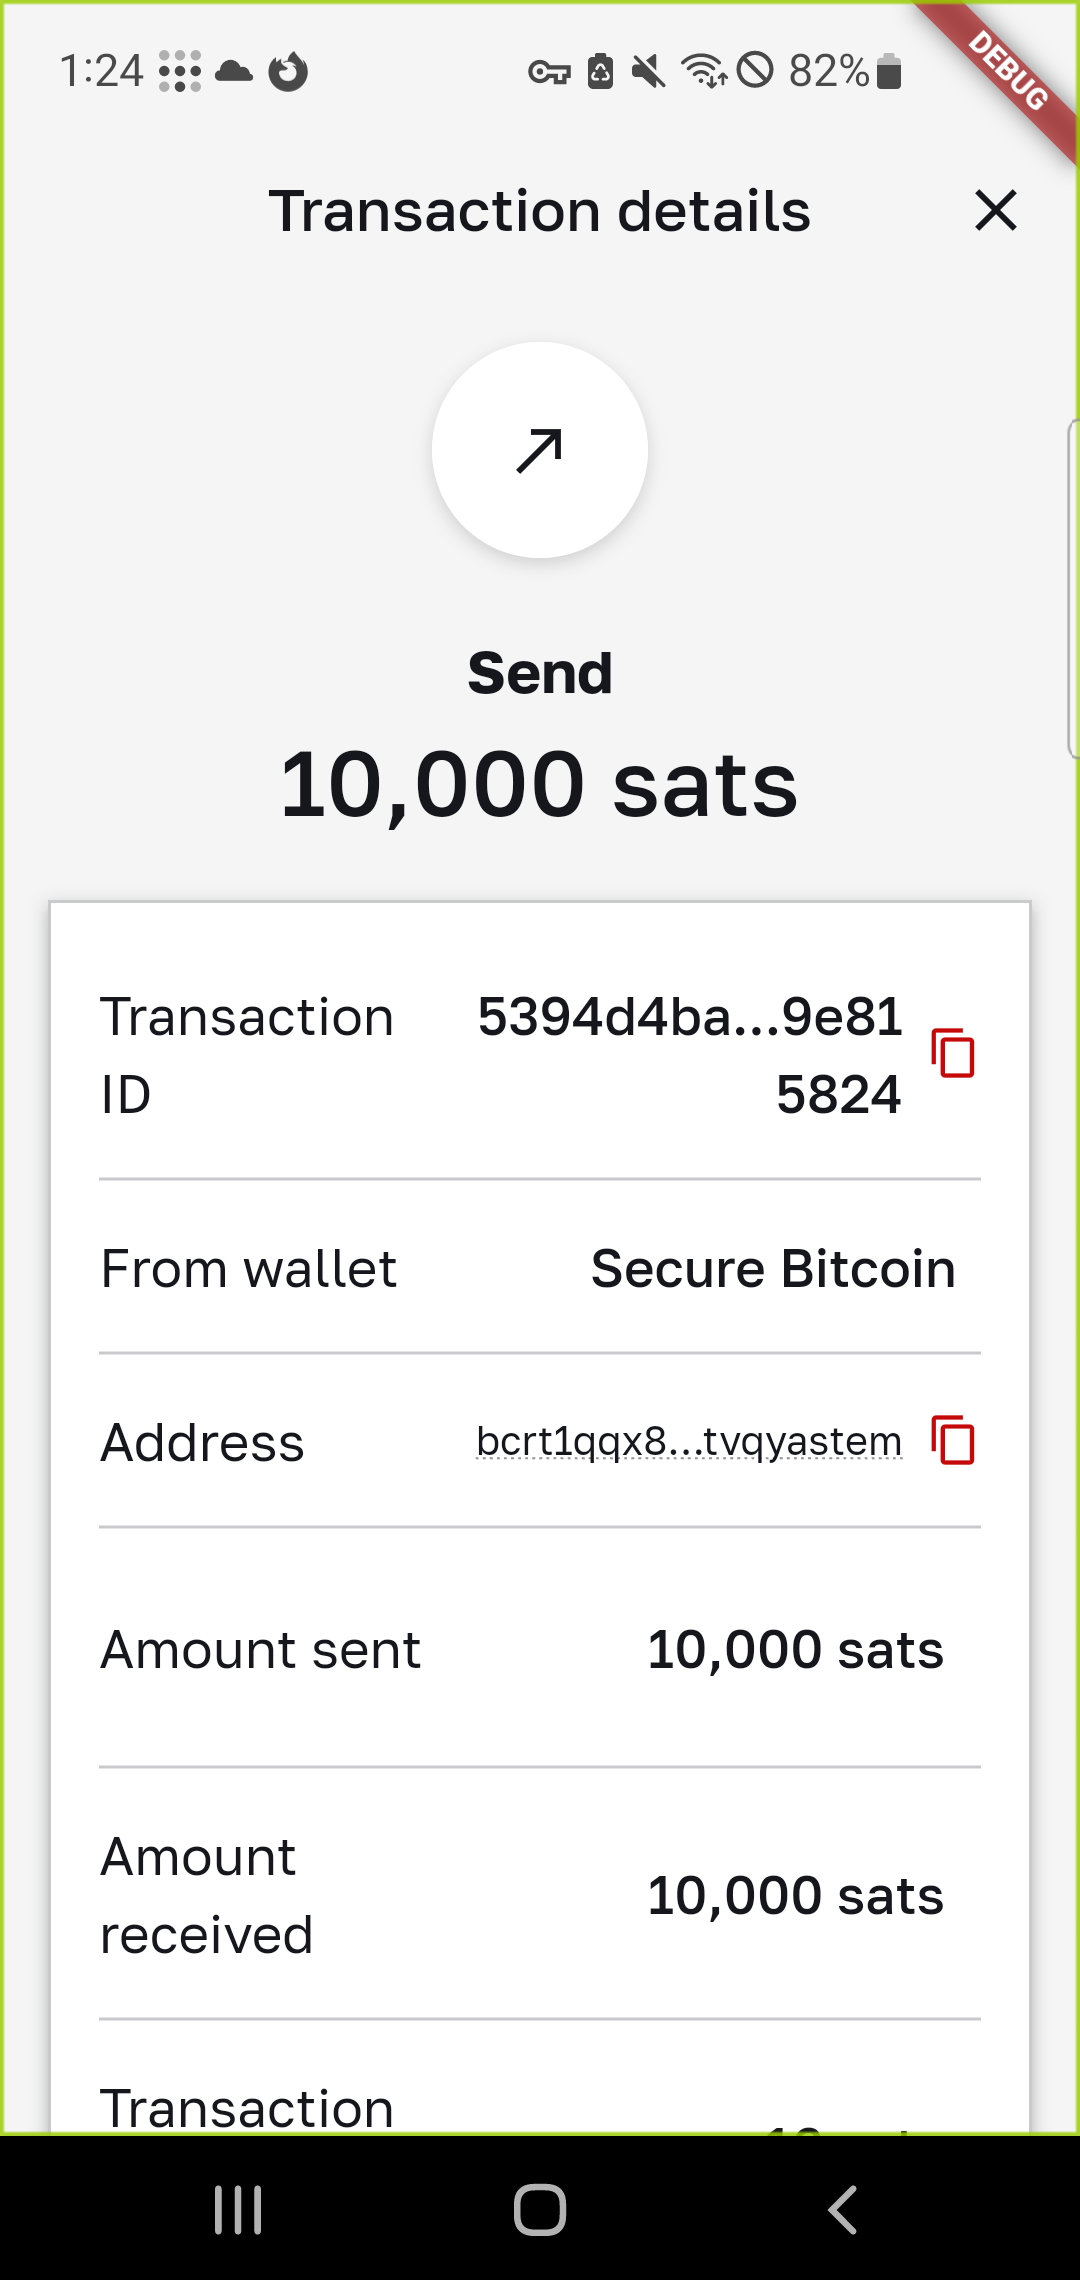 1:24
82%
DEBUG
Transaction details
Send
10,000 sats
Transaction
ID
5394d4ba...9e81
5824
From wallet
Secure Bitcoin
Address
bcrt1qqx8...tvqyastem
Amount sent
10,000 sats
Amount
received
10,000 sats
Transaction